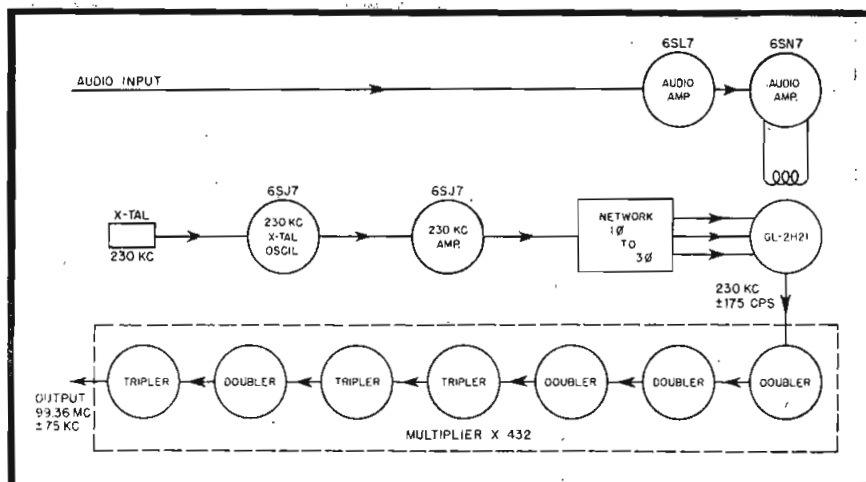 AUDIO INPUT
6SL7
AUDIO
AMP.
6SN7
AUDIO
AMP.
X-TAL
230 KC
6SJ7
230 KC
X-TAL
OSCIL
6SJ7
230 KC
AMP.
NETWORK
1Ø
TO
3Ø
GL-2H21
230 KC
±175 CPS
TRIPLER
DOUBLER
TRIPLER
TRIPLER
DOUBLER
DOUBLER
DOUBLER
OUTPUT
99.36 MC
±75 KC
MULTIPLIER X 432